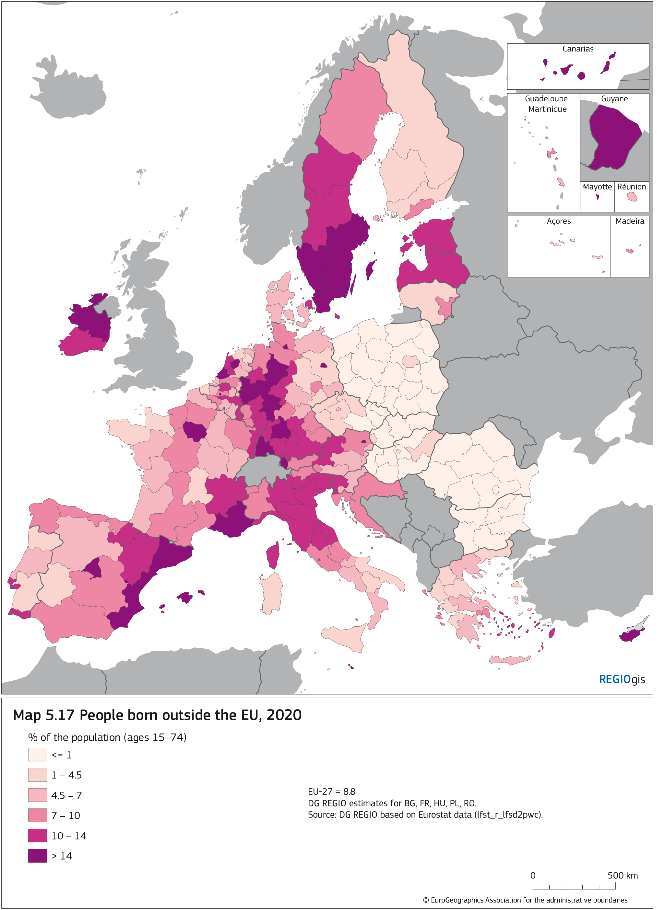 Canarias
Guadeloupe
Martinique
Guyane
Mayotte
Réunion
Açores
Madeira
REGIOgis
Map 5.17 People born outside the EU, 2020
% of the population (ages 15–74)
<= 1
1 – 4.5
4.5 – 7
7 – 10
10 – 14
> 14
EU-27 = 8.8
DG REGIO estimates for BG, FR, HU, PL, RO.
Source: DG REGIO based on Eurostat data (lfst_r_lfsd2pwc).
0 500 km
© EuroGeographics Association for the administrative boundaries